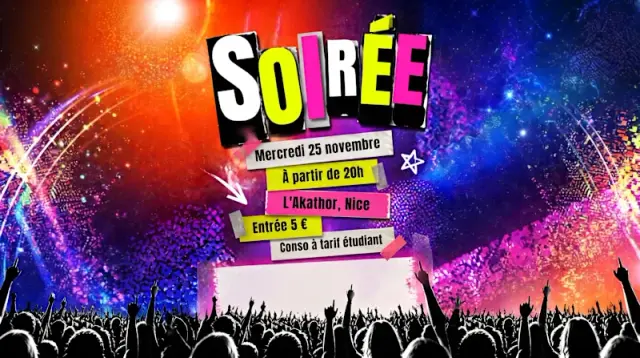 SOIRÉE
Mercredi 25 novembre
À partir de 20h
L'Akathor, Nice
Entrée 5 €
Conso à tarif étudiant